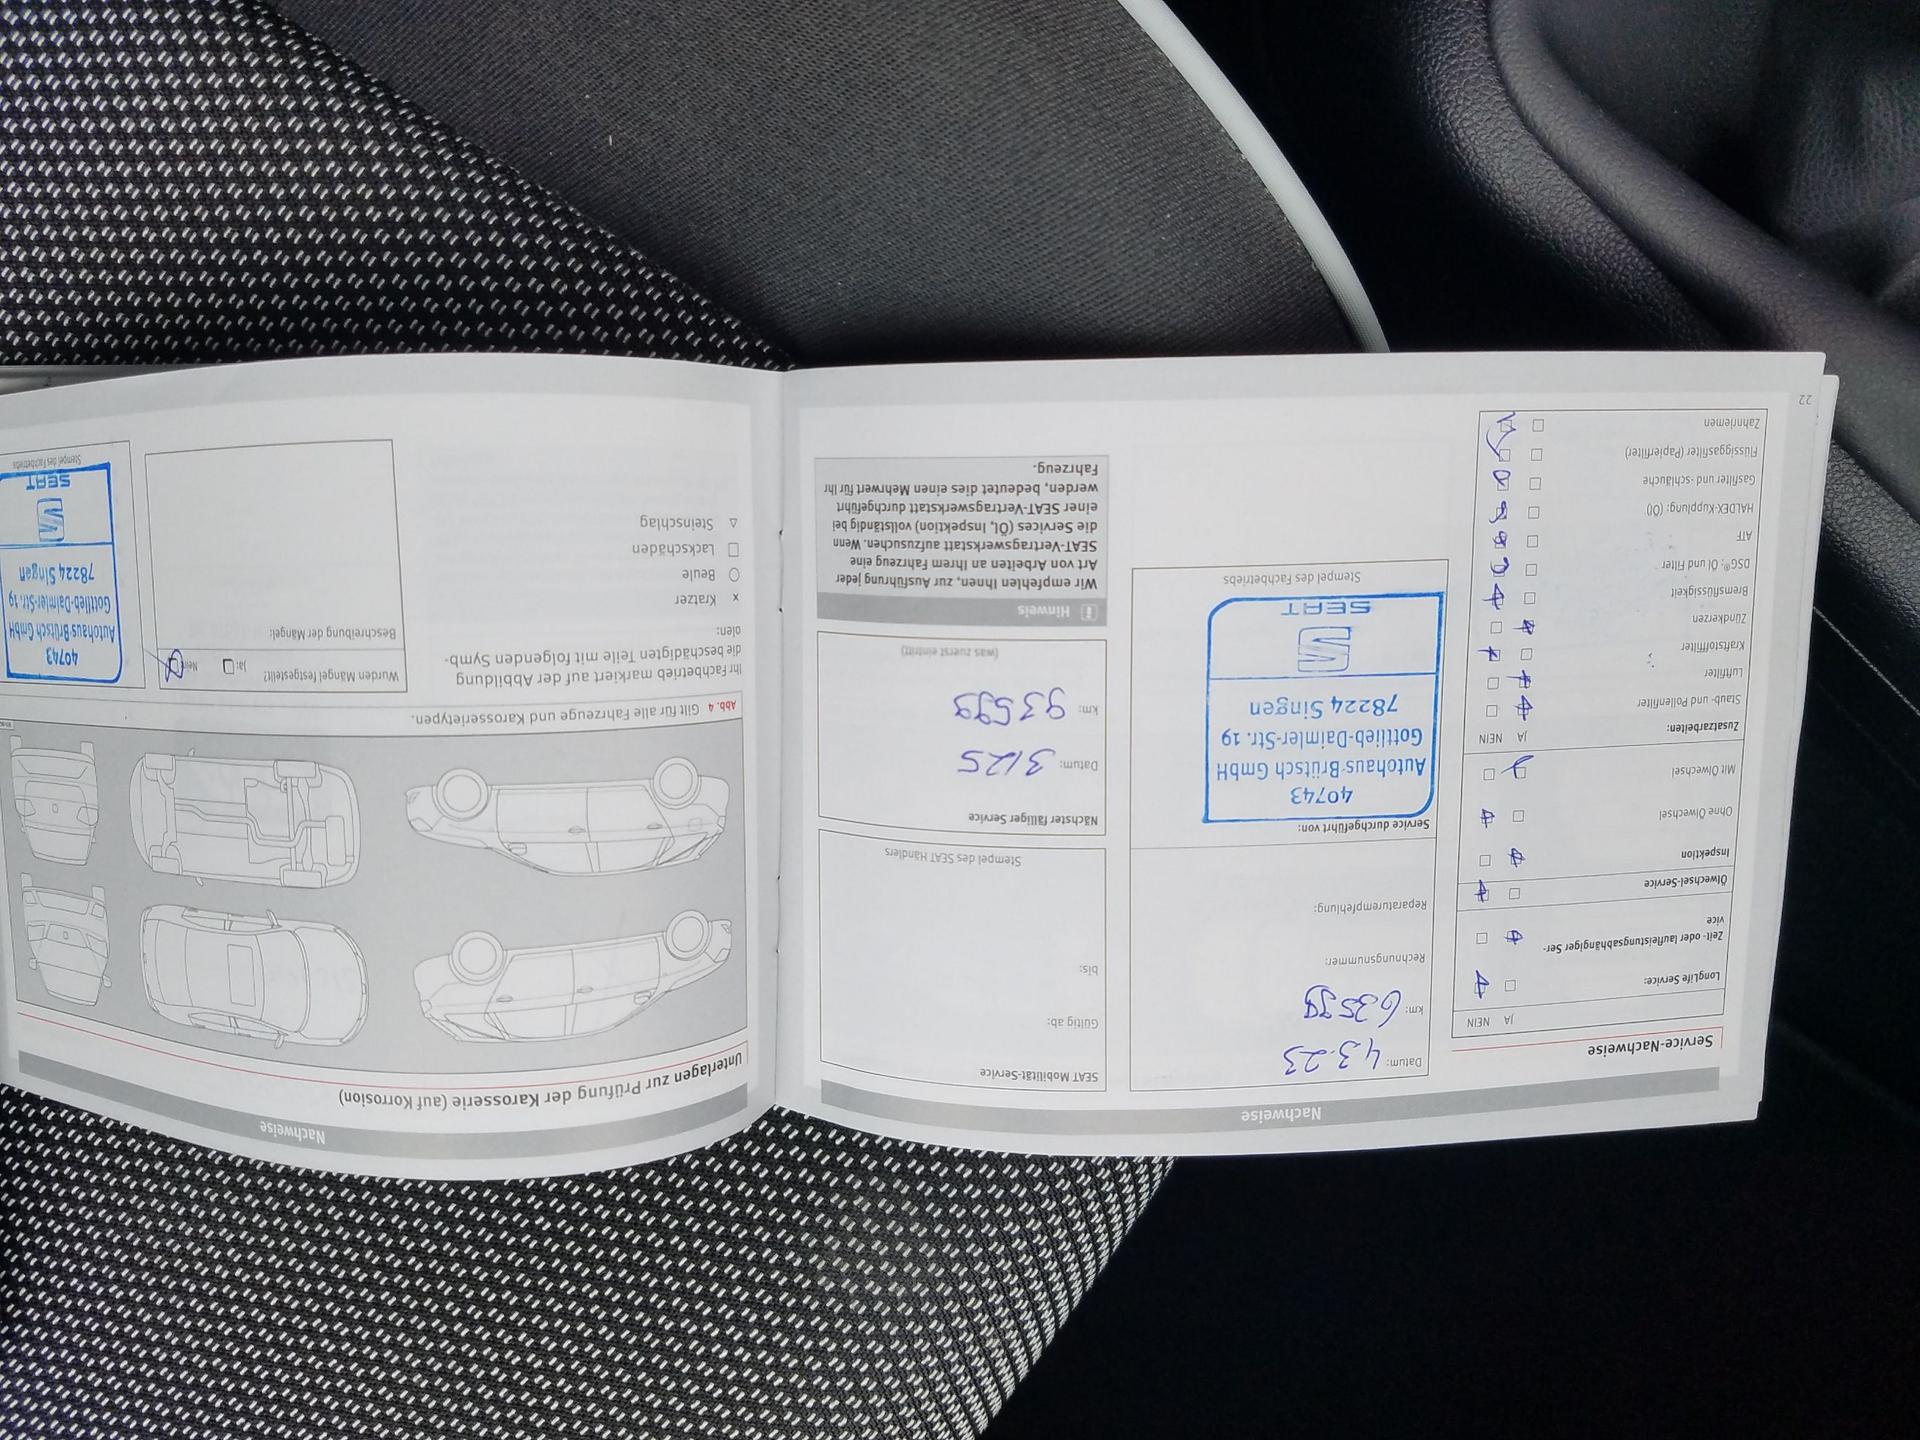 Nachweise
Service-Nachweise
JA NEIN
LongLife Service:
Zeit- oder laufleistungsabhängiger Ser-
vice
Ölwechsel-Service
Inspektion
Ohne Ölwechsel
Mit Ölwechsel
Zusatzarbeiten: JA NEIN
Staub- und Pollenfilter
Luftfilter
Kraftstofffilter
Zündkerzen
Bremsflüssigkeit
DSG®, Öl und Filter
ATF
HALDEX-Kupplung: (Öl)
Gasfilter und -schläuche
Flüssiggasfilter (Papierfilter)
Zahnriemen
22
Datum: 4.3.23
km: 63599
Rechnungsnummer:
Reparaturempfehlung:
Service durchgeführt von:
40743
Autohaus Brütsch GmbH
Gottlieb-Daimler-Str. 19
78224 Singen
SEAT
Stempel des Fachbetriebs
SEAT Mobilität-Service
Gültig ab:
bis:
Stempel des SEAT Händlers
Nächster fälliger Service
Datum: 3/25
km: 93599
(was zuerst eintritt)
Hinweis
Wir empfehlen Ihnen, zur Ausführung jeder
Art von Arbeiten an Ihrem Fahrzeug eine
SEAT-Vertragswerkstatt aufzusuchen. Wenn
die Services (Öl, Inspektion) vollständig bei
einer SEAT-Vertragswerkstatt durchgeführt
werden, bedeutet dies einen Mehrwert für Ihr
Fahrzeug.
Nachweise
Unterlagen zur Prüfung der Karosserie (auf Korrosion)
Abb. 4 Gilt für alle Fahrzeuge und Karosserietypen.
Ihr Fachbetrieb markiert auf der Abbildung
die beschädigten Teile mit folgenden Symb-
olen:
x Kratzer
○ Beule
□ Lackschäden
△ Steinschlag
Wurden Mängel festgestellt? Ja: Nein
Beschreibung der Mängel:
40743
Autohaus Brütsch GmbH
Gottlieb-Daimler-Str. 19
78224 Singen
SEAT
Stempel des Fachbetriebs